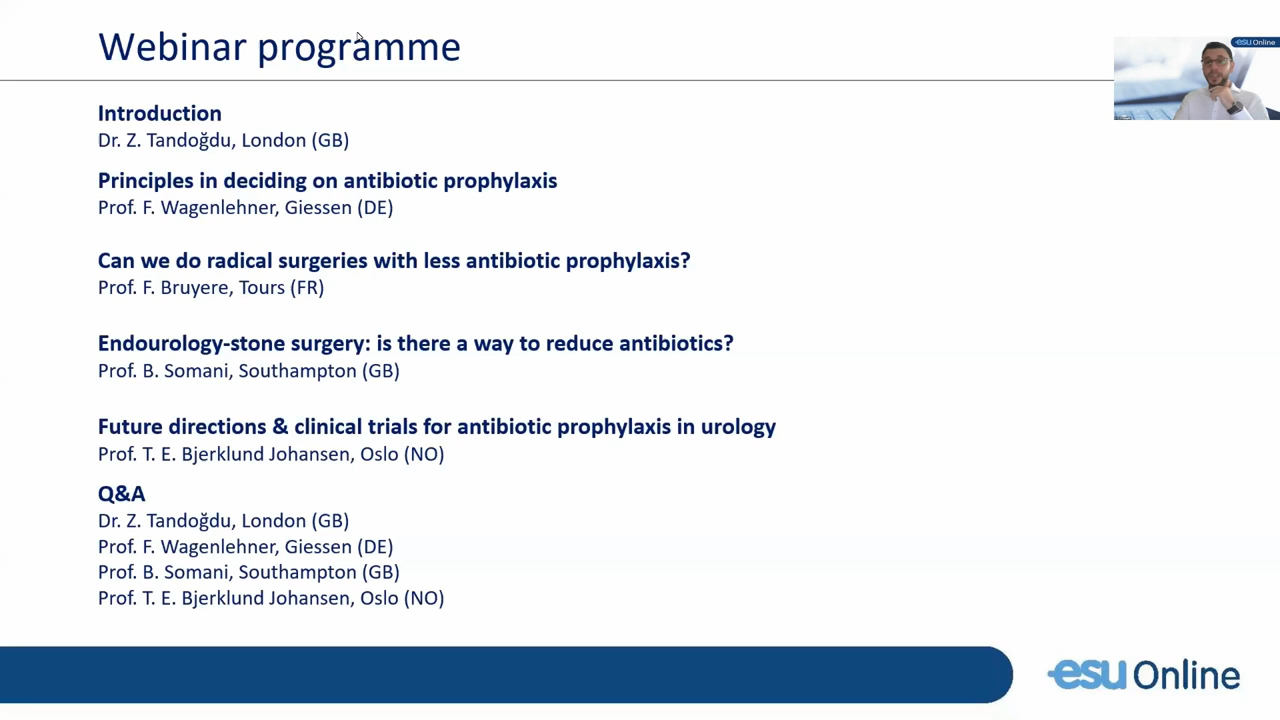 Webinar programme
esu Online
Introduction
Dr. Z. Tandoğdu, London (GB)
Principles in deciding on antibiotic prophylaxis
Prof. F. Wagenlehner, Giessen (DE)
Can we do radical surgeries with less antibiotic prophylaxis?
Prof. F. Bruyere, Tours (FR)
Endourology-stone surgery: is there a way to reduce antibiotics?
Prof. B. Somani, Southampton (GB)
Future directions & clinical trials for antibiotic prophylaxis in urology
Prof. T. E. Bjerklund Johansen, Oslo (NO)
Q&A
Dr. Z. Tandoğdu, London (GB)
Prof. F. Wagenlehner, Giessen (DE)
Prof. B. Somani, Southampton (GB)
Prof. T. E. Bjerklund Johansen, Oslo (NO)
esu Online